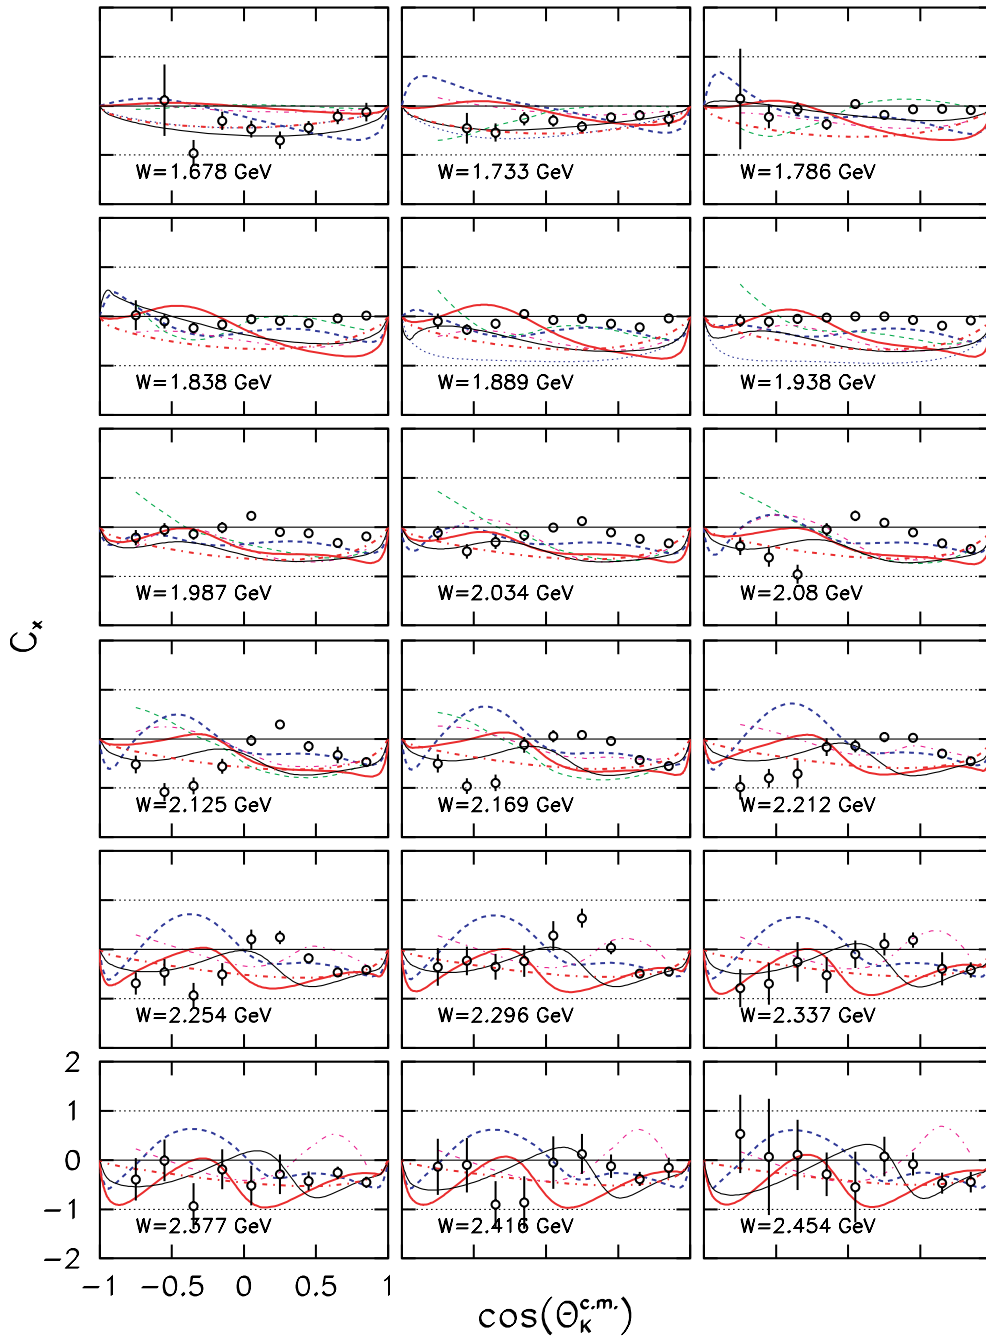 W=1.678 GeV
W=1.733 GeV
W=1.786 GeV
W=1.838 GeV
W=1.889 GeV
W=1.938 GeV
W=1.987 GeV
W=2.034 GeV
W=2.08 GeV
C_x
W=2.125 GeV
W=2.169 GeV
W=2.212 GeV
W=2.254 GeV
W=2.296 GeV
W=2.337 GeV
2
1
0
-1
-2
W=2.377 GeV
W=2.416 GeV
W=2.454 GeV
-1 -0.5 0 0.5 1
cos(Θ_K^{c.m.})